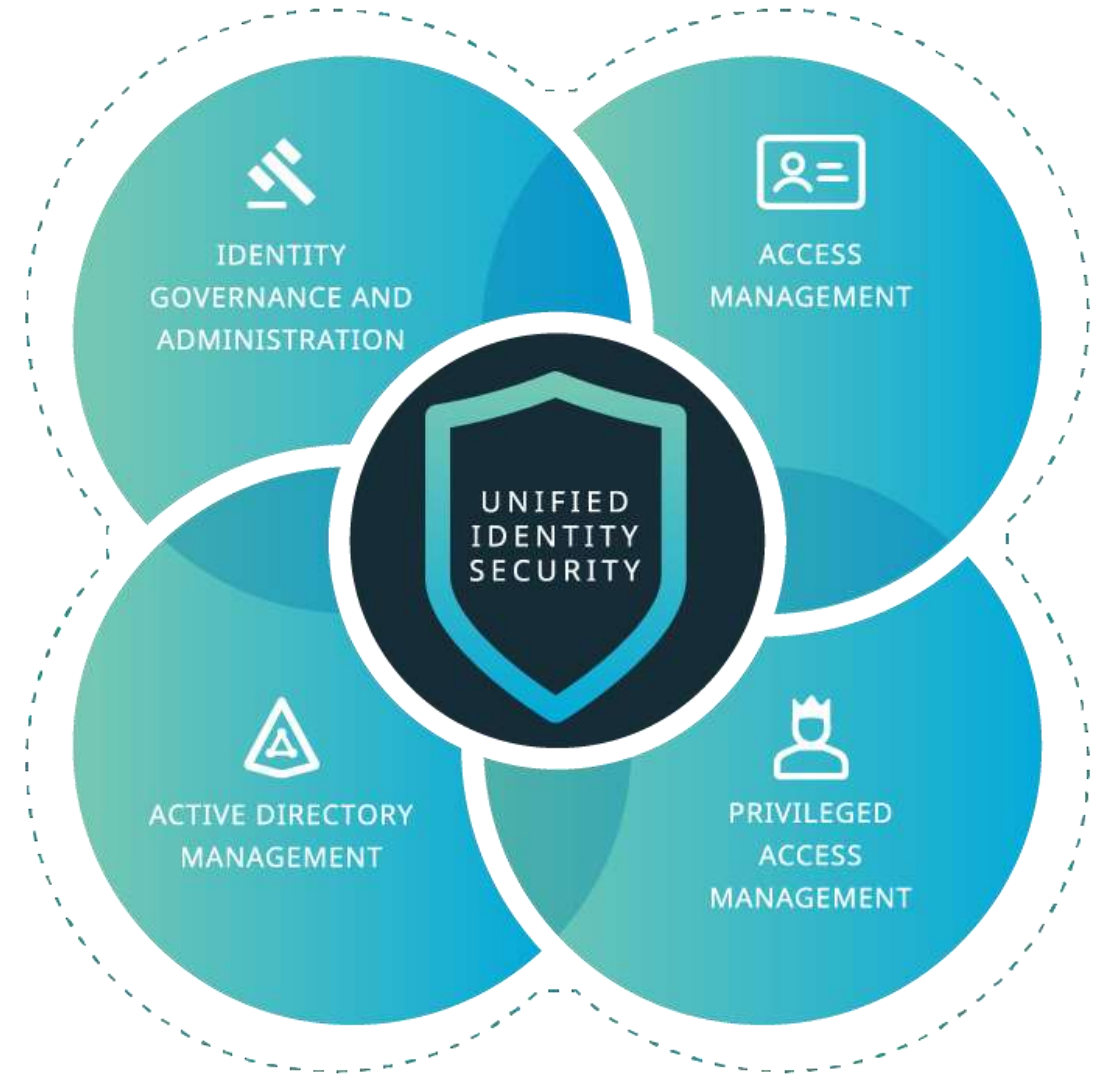 IDENTITY
GOVERNANCE AND
ADMINISTRATION
ACCESS
MANAGEMENT
UNIFIED
IDENTITY
SECURITY
ACTIVE DIRECTORY
MANAGEMENT
PRIVILEGED
ACCESS
MANAGEMENT